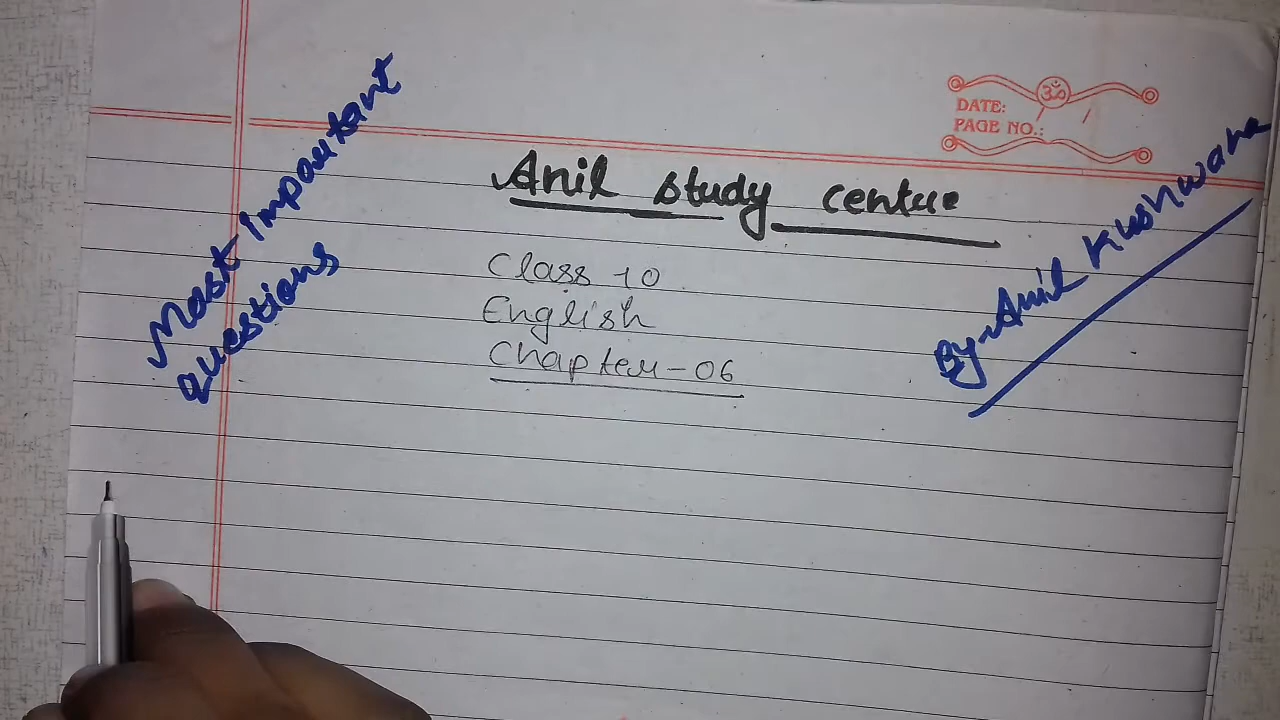 ॐ
DATE:
PAGE NO.:
Anil study centre
Class 10
English
Chapter-06
Most Important
Questions
By-Anil Kushwaha